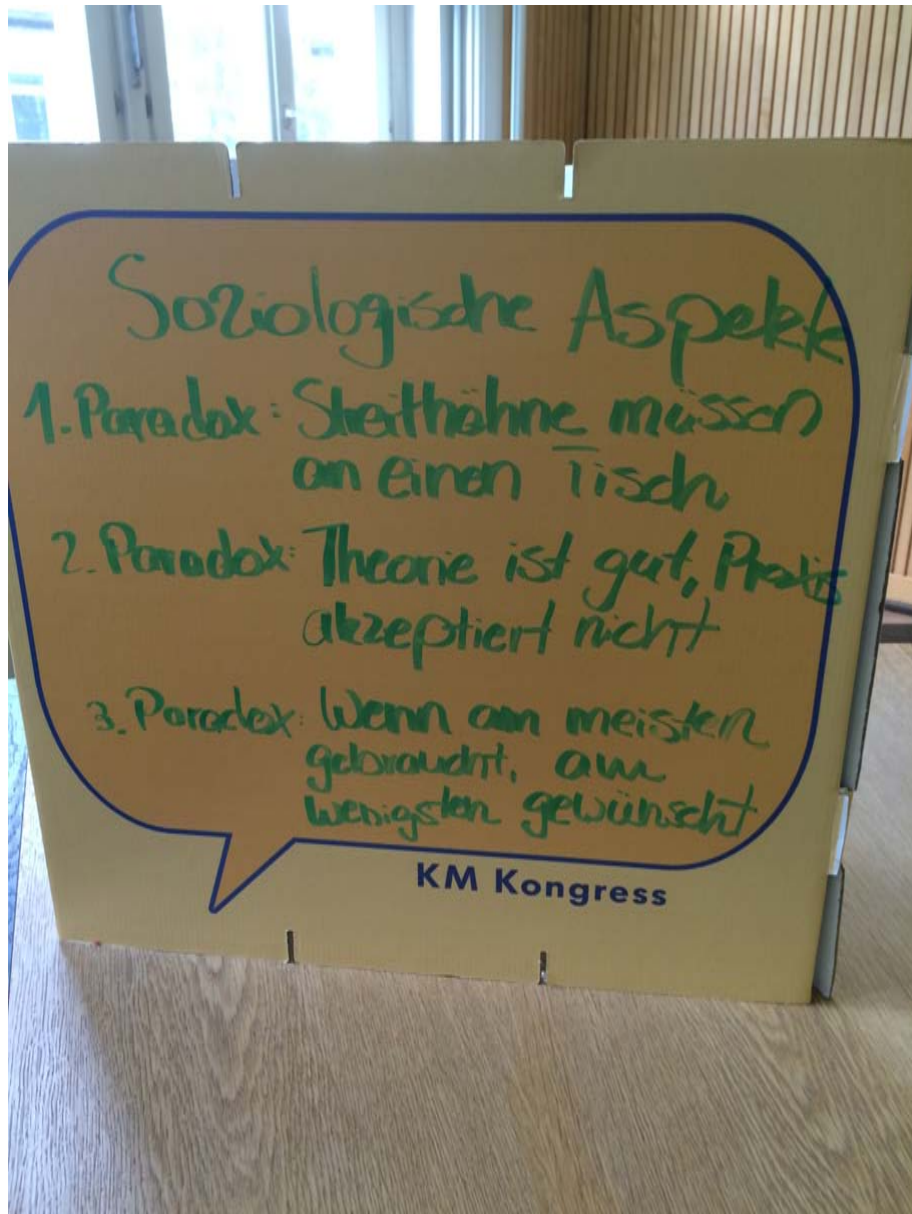 Soziologische Aspekte
1. Paradox: Streithähne müssen
an einen Tisch
2. Paradox: Theorie ist gut, Praxis
akzeptiert nicht
3. Paradox: Wenn am meisten
gebraucht, am
wenigsten gewünscht
KM Kongress